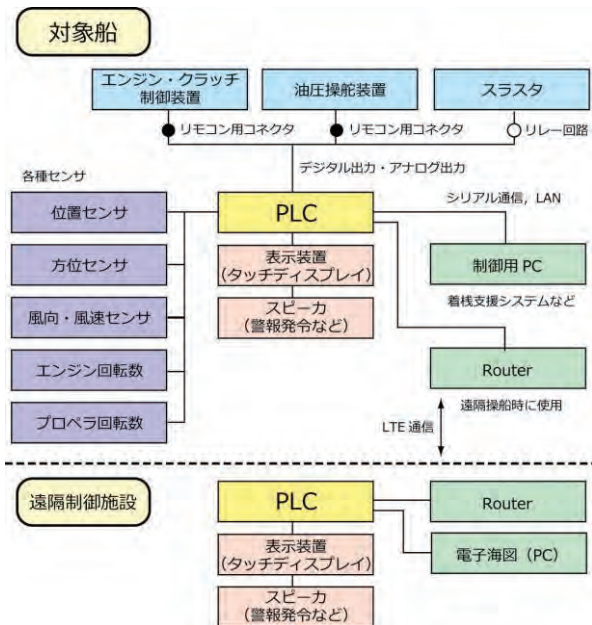 対象船
エンジン・クラッチ
制御装置
油圧操舵装置
スラスタ
リモコン用コネクタ
リモコン用コネクタ
リレー回路
デジタル出力・アナログ出力
各種センサ
位置センサ
方位センサ
風向・風速センサ
エンジン回転数
プロペラ回転数
PLC
表示装置
(タッチディスプレイ)
スピーカ
(警報発令など)
シリアル通信, LAN
制御用 PC
着桟支援システムなど
Router
遠隔操船時に使用
LTE 通信
遠隔制御施設
PLC
表示装置
(タッチディスプレイ)
スピーカ
(警報発令など)
Router
電子海図（PC）